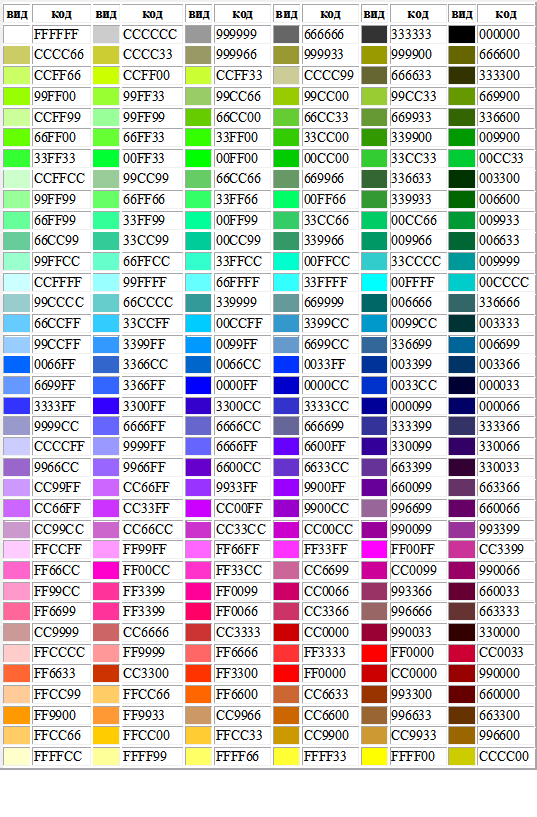 вид код вид код вид код вид код вид код вид код
FFFFFF CCCCCC 999999 666666 333333 000000
CCCC66 CCCC33 999966 999933 999900 666600
CCFF66 CCFF00 CCFF33 CCCC99 666633 333300
99FF00 99FF33 99CC66 99CC00 99CC33 669900
CCFF99 99FF99 66CC00 66CC33 669933 336600
66FF00 66FF33 33FF00 33CC00 339900 009900
33FF33 00FF33 00FF00 00CC00 33CC33 00CC33
CCFFCC 99CC99 66CC66 669966 336633 003300
99FF99 66FF66 33FF66 00FF66 339933 006600
66FF99 33FF99 00FF99 33CC66 00CC66 009933
66CC99 33CC99 00CC99 339966 009966 006633
99FFCC 66FFCC 33FFCC 00FFCC 33CCCC 009999
CCFFFF 99FFFF 66FFFF 33FFFF 00FFFF 00CCCC
99CCCC 66CCCC 339999 669999 006666 336666
66CCFF 33CCFF 00CCFF 3399CC 0099CC 003333
99CCFF 3399FF 0099FF 6699CC 336699 006699
0066FF 3366CC 0066CC 0033FF 003399 003366
6699FF 3366FF 0000FF 0000CC 0033CC 000033
3333FF 3300FF 3300CC 3333CC 000099 000066
9999CC 6666FF 6666CC 666699 333399 333366
CCCCFF 9999FF 6666FF 6600FF 330099 330066
9966CC 9966FF 6600CC 6633CC 663399 330033
CC99FF CC66FF 9933FF 9900FF 660099 663366
CC66FF CC33FF CC00FF 9900CC 996699 660066
CC99CC CC66CC CC33CC CC00CC 990099 993399
FFCCFF FF99FF FF66FF FF33FF FF00FF CC3399
FF66CC FF00CC FF33CC CC6699 CC0099 990066
FF99CC FF3399 FF0099 CC0066 993366 660033
FF6699 FF3399 FF0066 CC3366 996666 663333
CC9999 CC6666 CC3333 CC0000 990033 330000
FFCCCC FF9999 FF6666 FF3333 FF0000 CC0033
FF6633 CC3300 FF3300 FF0000 CC0000 990000
FFCC99 FFCC66 FF6600 CC6633 993300 660000
FF9900 FF9933 CC9966 CC6600 996633 663300
FFCC66 FFCC00 FFCC33 CC9900 CC9933 996600
FFFFCC FFFF99 FFFF66 FFFF33 FFFF00 CCCC00